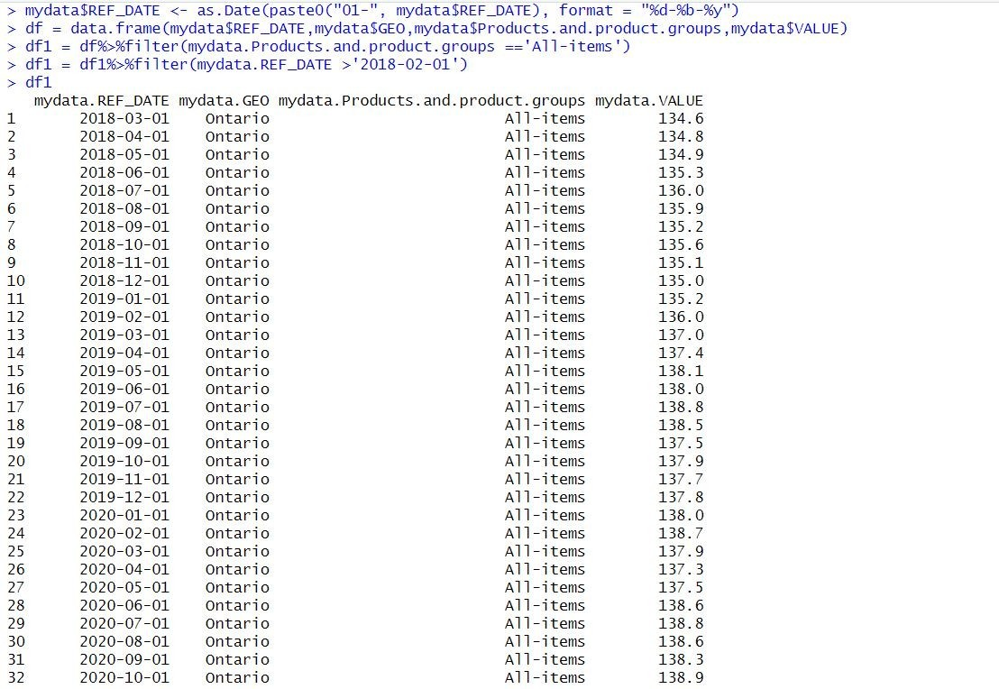 > mydata$REF_DATE <- as.Date(paste0("01-", mydata$REF_DATE), format = "%d-%b-%y")
> df = data.frame(mydata$REF_DATE,mydata$GEO,mydata$Products.and.product.groups,mydata$VALUE)
> df1 = df%>%filter(mydata.Products.and.product.groups =='All-items')
> df1 = df1%>%filter(mydata.REF_DATE >'2018-02-01')
> df1
mydata.REF_DATE mydata.GEO mydata.Products.and.product.groups mydata.VALUE
1 2018-03-01 Ontario All-items 134.6
2 2018-04-01 Ontario All-items 134.8
3 2018-05-01 Ontario All-items 134.9
4 2018-06-01 Ontario All-items 135.3
5 2018-07-01 Ontario All-items 136.0
6 2018-08-01 Ontario All-items 135.9
7 2018-09-01 Ontario All-items 135.2
8 2018-10-01 Ontario All-items 135.6
9 2018-11-01 Ontario All-items 135.1
10 2018-12-01 Ontario All-items 135.0
11 2019-01-01 Ontario All-items 135.2
12 2019-02-01 Ontario All-items 136.0
13 2019-03-01 Ontario All-items 137.0
14 2019-04-01 Ontario All-items 137.4
15 2019-05-01 Ontario All-items 138.1
16 2019-06-01 Ontario All-items 138.0
17 2019-07-01 Ontario All-items 138.8
18 2019-08-01 Ontario All-items 138.5
19 2019-09-01 Ontario All-items 137.5
20 2019-10-01 Ontario All-items 137.9
21 2019-11-01 Ontario All-items 137.7
22 2019-12-01 Ontario All-items 137.8
23 2020-01-01 Ontario All-items 138.0
24 2020-02-01 Ontario All-items 138.7
25 2020-03-01 Ontario All-items 137.9
26 2020-04-01 Ontario All-items 137.3
27 2020-05-01 Ontario All-items 137.5
28 2020-06-01 Ontario All-items 138.6
29 2020-07-01 Ontario All-items 138.8
30 2020-08-01 Ontario All-items 138.6
31 2020-09-01 Ontario All-items 138.3
32 2020-10-01 Ontario All-items 138.9